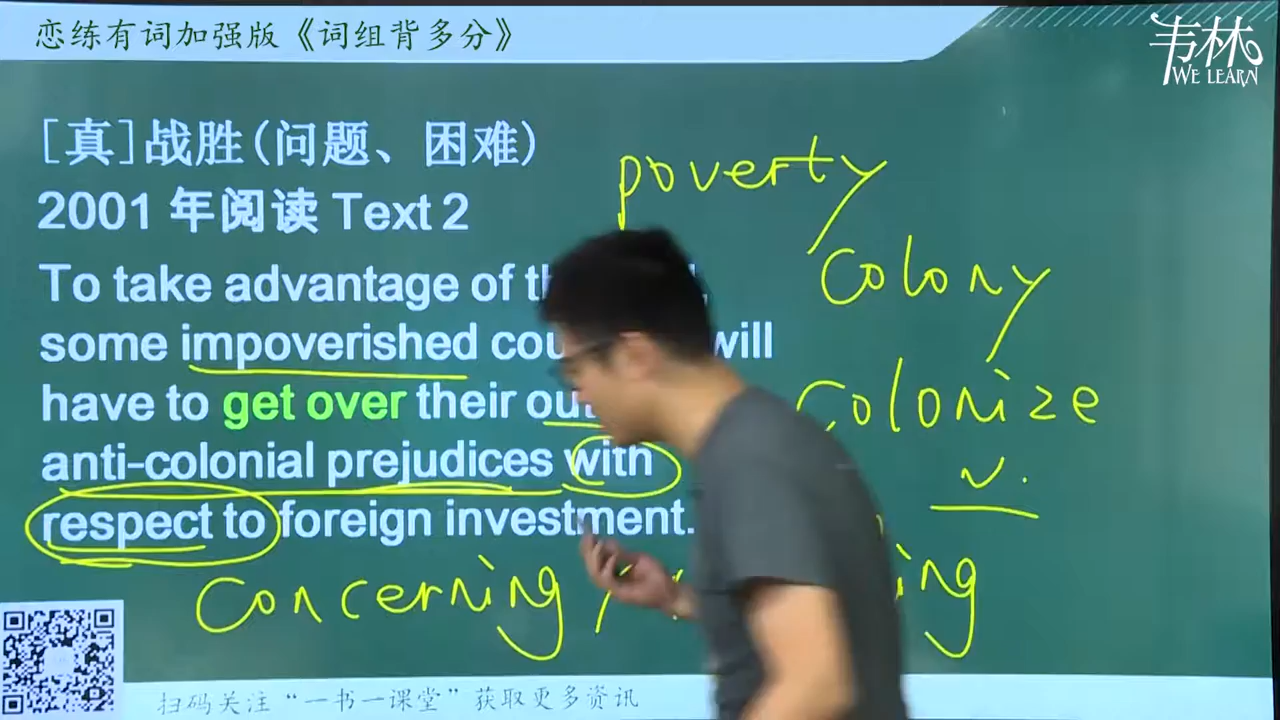 恋练有词加强版《词组背多分》
韦林
WE LEARN
[真]战胜(问题、困难)
2001 年阅读 Text 2
To take advantage of
some impoverished will
have to get over their
anti-colonial prejudices with
respect to foreign investment.
poverty
colony
colonize
v.
concerning /
扫码关注“一书一课堂”获取更多资讯